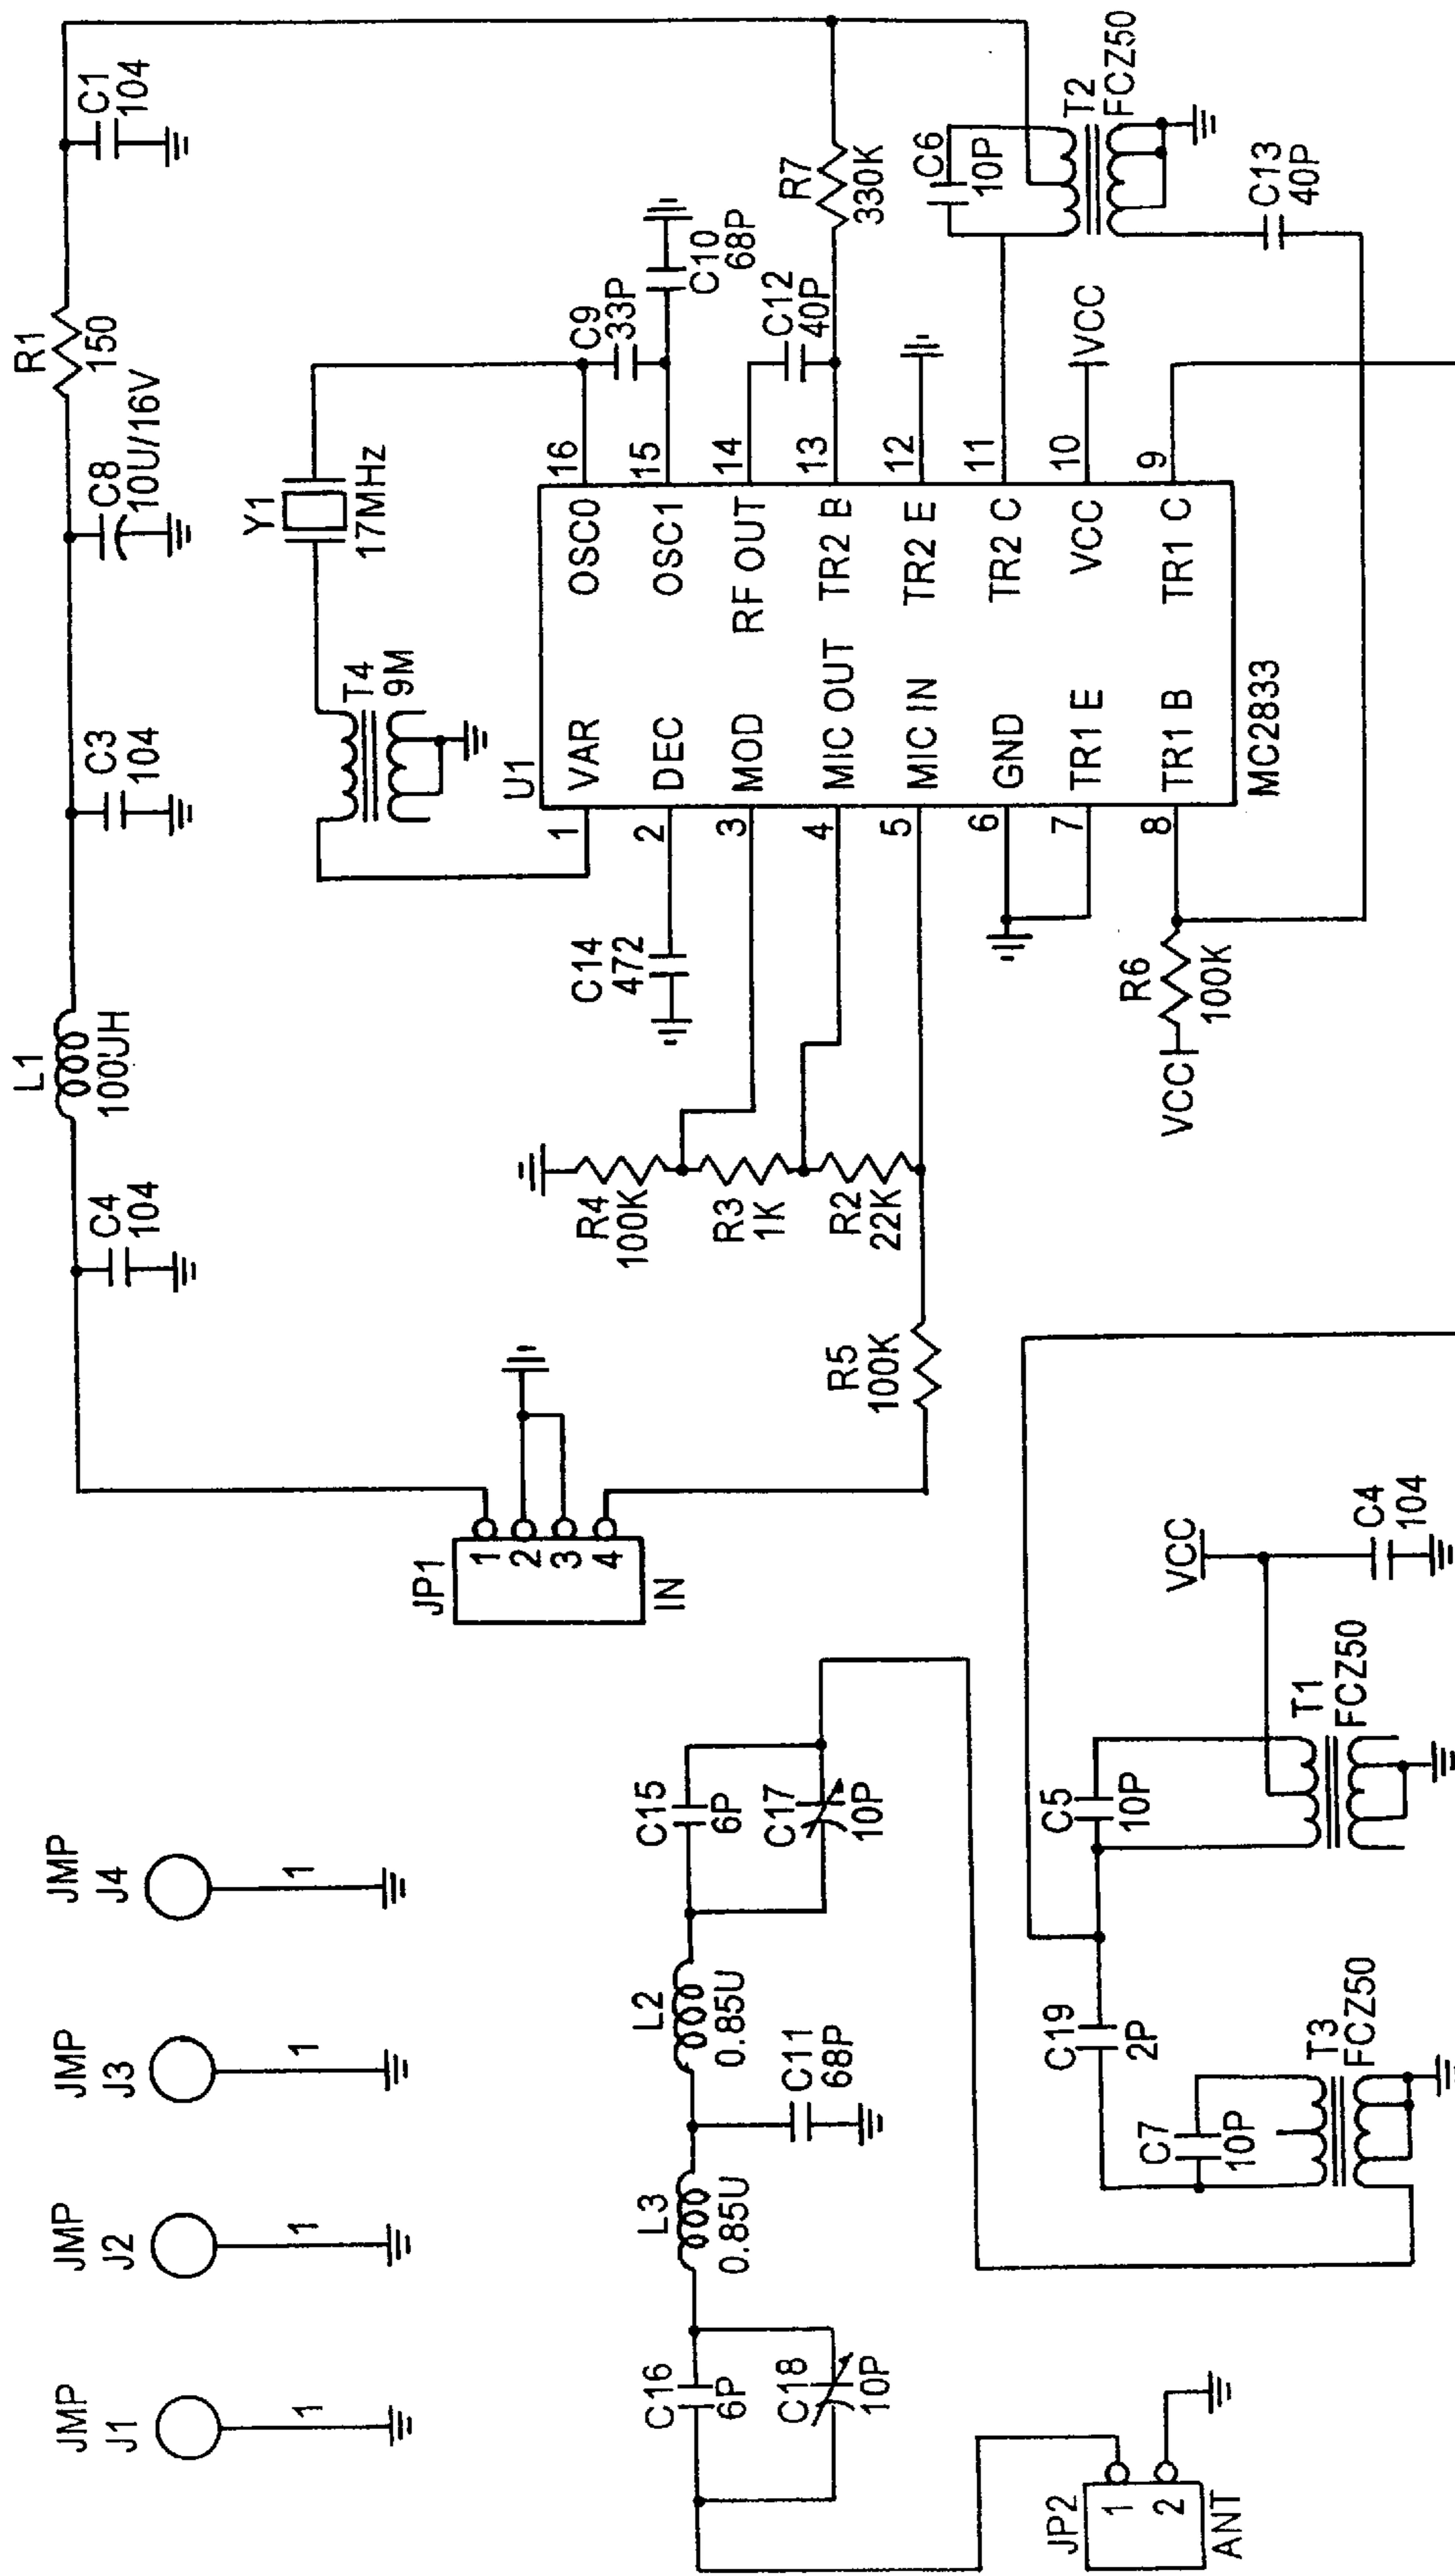 JMP
J1
1
JMP
J2
1
JMP
J3
1
JMP
J4
1
C4
104
L1
100UH
C3
104
C8
10U/16V
R1
150
C1
104
JP1
1
2
3
4
IN
T4
9M
Y1
17MHz
C9
33P
C10
68P
C14
472
R4
100K
R3
1K
R2
22K
R5
100K
U1
VAR
DEC
MOD
MIC OUT
MIC IN
GND
TR1 E
TR1 B
OSC0
OSC1
RF OUT
TR2 B
TR2 E
TR2 C
VCC
TR1 C
1
2
3
4
5
6
7
8
16
15
14
13
12
11
10
9
MC2833
C12
40P
R7
330K
C6
10P
T2
FCZ50
C13
40P
VCC
R6
100K
VCC
C16
6P
C18
10P
L3
0.85U
C11
68P
L2
0.85U
C15
6P
C17
10P
JP2
1
2
ANT
C7
10P
C19
2P
T3
FCZ50
C5
10P
T1
FCZ50
VCC
C4
104